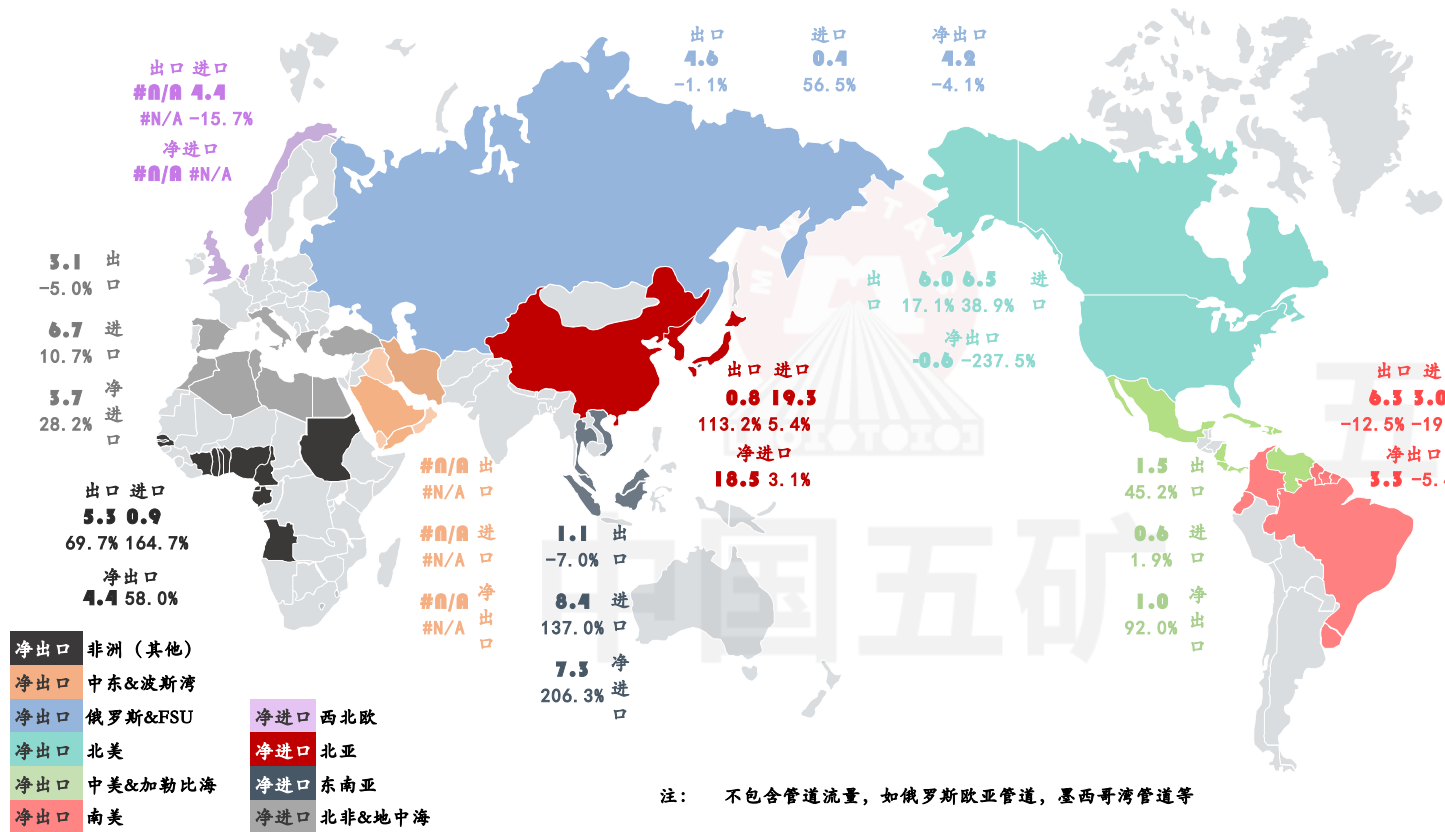 出口 进口 净出口
4.6 0.4 4.2
-1.1% 56.5% -4.1%
出口 进口
#N/A 4.4
#N/A -15.7%
净进口
#N/A #N/A
3.1 出口
-5.0%
6.7 进口
10.7%
3.7 净进口
28.2%
出口 6.0 6.5 进口
17.1% 38.9%
净出口
-0.6 -237.5%
出口 进口
0.8 19.3
113.2% 5.4%
净进口
18.5 3.1%
出口 进
6.3 3.0
-12.5% -19
净出口
3.3 -5.
#N/A 出口
#N/A
#N/A 进口
#N/A
#N/A 净出口
#N/A
1.5 出口
45.2%
0.6 进口
1.9%
1.0 净出口
92.0%
出口 进口
5.3 0.9
69.7% 164.7%
净出口
4.4 58.0%
1.1 出口
-7.0%
8.4 进口
137.0%
7.3 净进口
206.3%
中国五矿
五
净出口 非洲（其他）
净出口 中东&波斯湾
净出口 俄罗斯&FSU
净出口 北美
净出口 中美&加勒比海
净出口 南美
净进口 西北欧
净进口 北亚
净进口 东南亚
净进口 北非&地中海
注： 不包含管道流量，如俄罗斯欧亚管道，墨西哥湾管道等